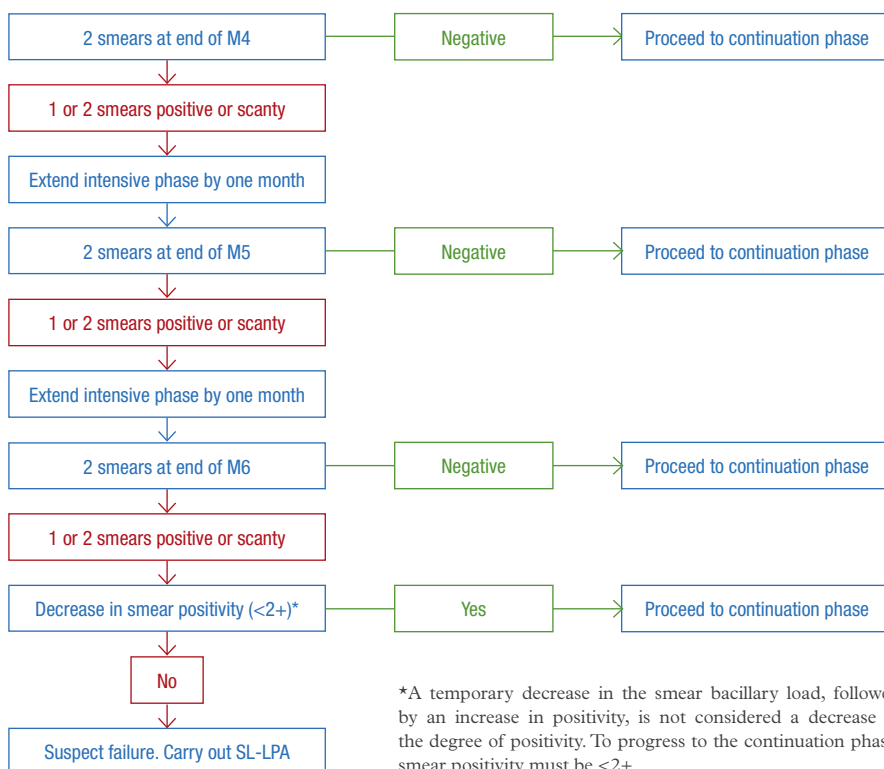 2 smears at end of M4
Negative
Proceed to continuation phase
1 or 2 smears positive or scanty
Extend intensive phase by one month
2 smears at end of M5
Negative
Proceed to continuation phase
1 or 2 smears positive or scanty
Extend intensive phase by one month
2 smears at end of M6
Negative
Proceed to continuation phase
1 or 2 smears positive or scanty
Decrease in smear positivity (<2+)*
Yes
Proceed to continuation phase
No
Suspect failure. Carry out SL-LPA
*A temporary decrease in the smear bacillary load, followe
by an increase in positivity, is not considered a decrease
the degree of positivity. To progress to the continuation phas
smear positivity must be <2+